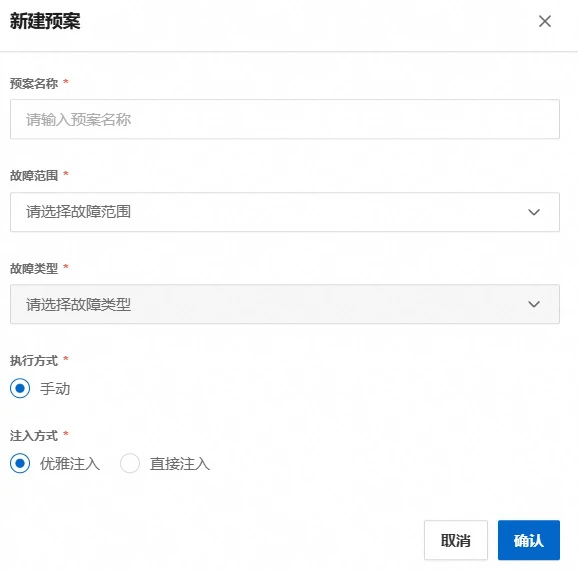 新建预案
预案名称 *
请输入预案名称
故障范围 *
请选择故障范围
故障类型 *
请选择故障类型
执行方式 *
手动
注入方式 *
优雅注入 直接注入
取消 确认